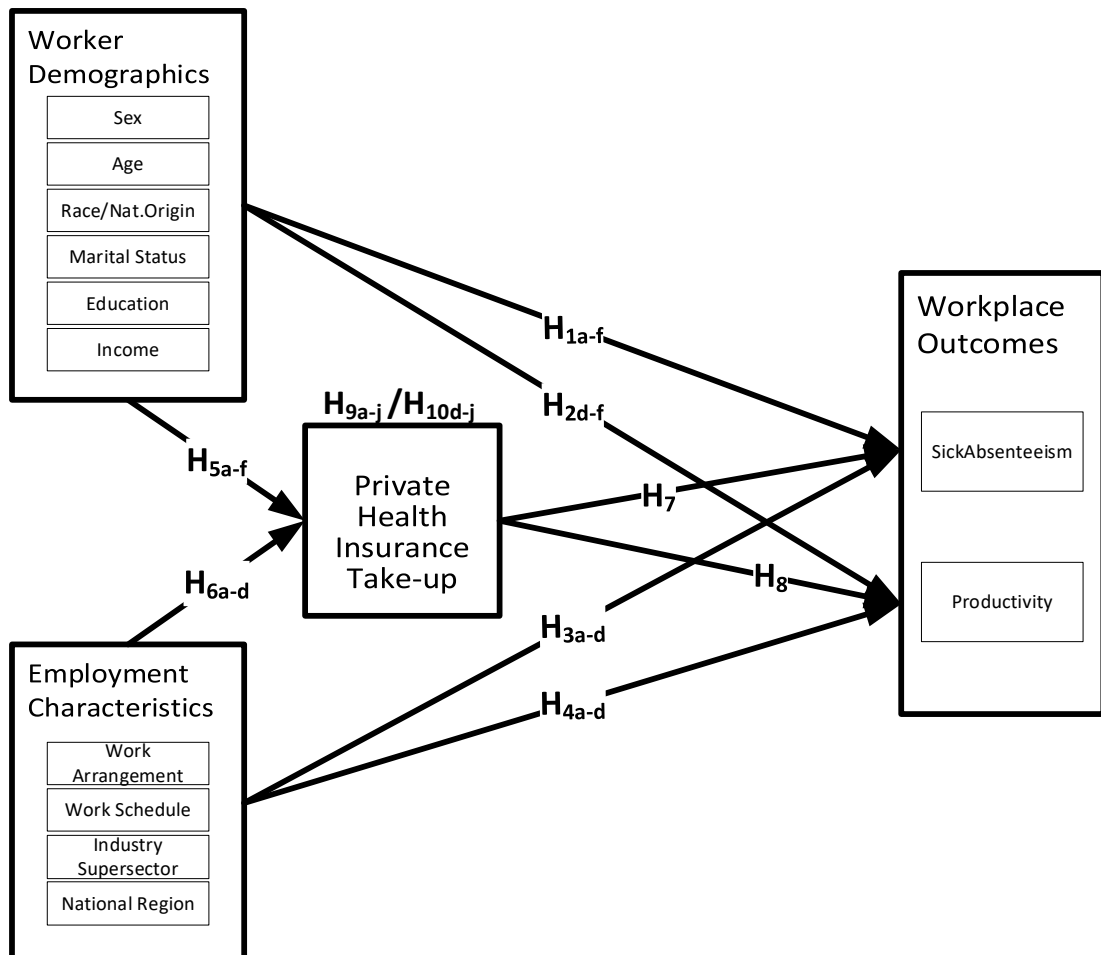 Worker
Demographics
Sex
Age
Race/Nat.Origin
Marital Status
Education
Income
H1a-f
H2d-f
H9a-j /H10d-j
H5a-f
Private
Health
Insurance
Take-up
H7
H8
H6a-d
H3a-d
H4a-d
Employment
Characteristics
Work
Arrangement
Work Schedule
Industry
Supersector
National Region
Workplace
Outcomes
SickAbsenteeism
Productivity